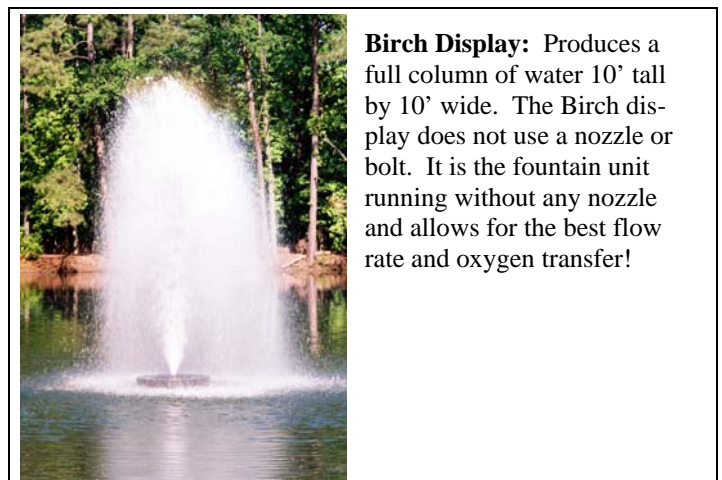 Birch Display:  Produces a
full column of water 10’ tall
by 10’ wide.  The Birch dis-
play does not use a nozzle or
bolt.  It is the fountain unit
running without any nozzle
and allows for the best flow
rate and oxygen transfer!